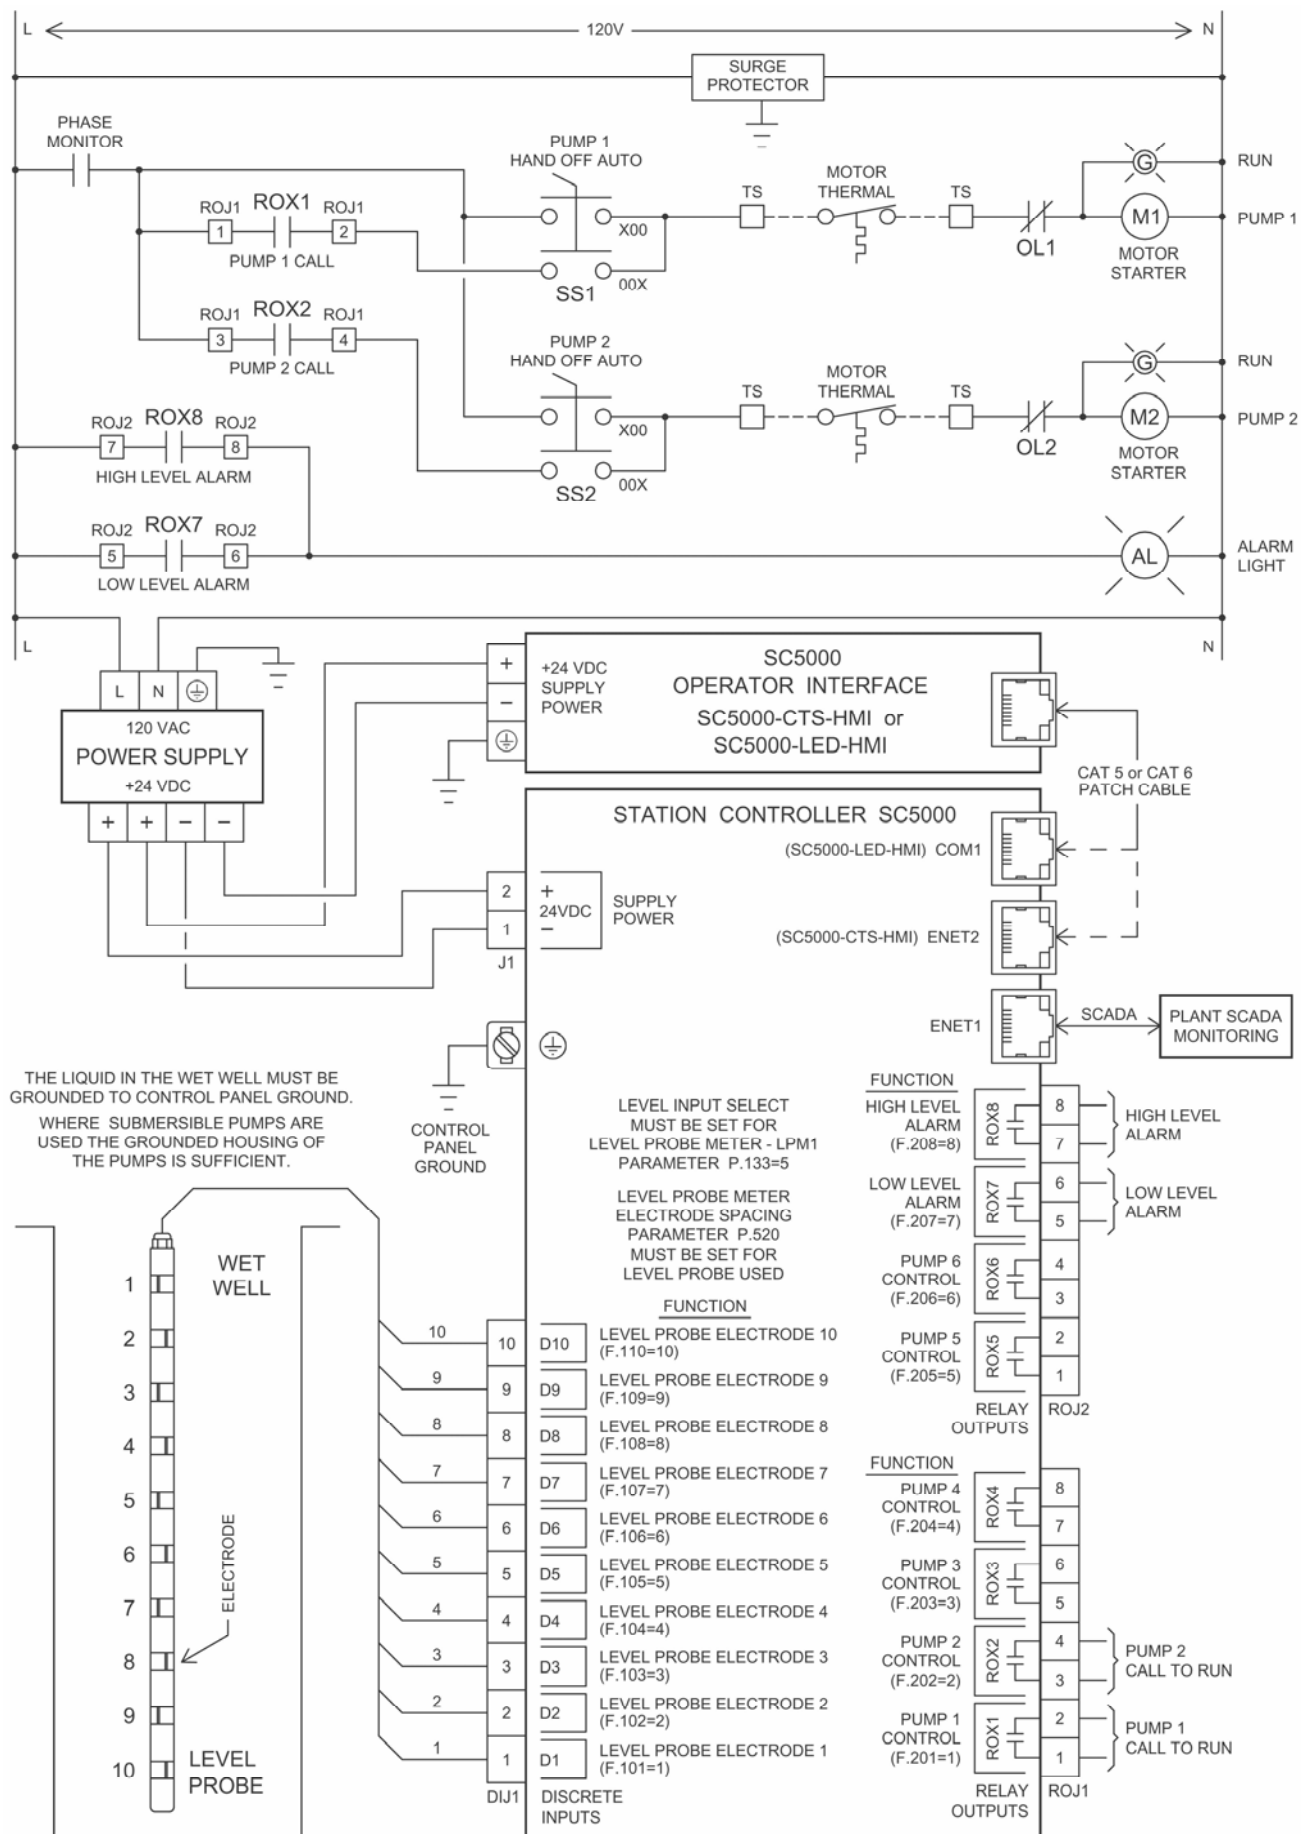 L
120V
N
SURGE
PROTECTOR
PHASE
MONITOR
PUMP 1
HAND OFF AUTO
MOTOR
THERMAL
TS
TS
G
RUN
ROJ1
ROX1
ROJ1
1
2
PUMP 1 CALL
X00
00X
SS1
OL1
M1
PUMP 1
MOTOR
STARTER
ROJ1
ROX2
ROJ1
3
4
PUMP 2 CALL
PUMP 2
HAND OFF AUTO
MOTOR
THERMAL
TS
TS
G
RUN
X00
00X
SS2
OL2
M2
PUMP 2
MOTOR
STARTER
ROJ2
ROX8
ROJ2
7
8
HIGH LEVEL ALARM
ROJ2
ROX7
ROJ2
5
6
LOW LEVEL ALARM
AL
ALARM
LIGHT
L
N
L
N
120 VAC
POWER SUPPLY
+24 VDC
+
+
−
−
+
−
+24 VDC
SUPPLY
POWER
SC5000
OPERATOR INTERFACE
SC5000-CTS-HMI or
SC5000-LED-HMI
CAT 5 or CAT 6
PATCH CABLE
STATION CONTROLLER SC5000
(SC5000-LED-HMI) COM1
2
+
24VDC
1
−
J1
SUPPLY
POWER
(SC5000-CTS-HMI) ENET2
ENET1
SCADA
PLANT SCADA
MONITORING
CONTROL
PANEL
GROUND
THE LIQUID IN THE WET WELL MUST BE
GROUNDED TO CONTROL PANEL GROUND.
WHERE SUBMERSIBLE PUMPS ARE
USED THE GROUNDED HOUSING OF
THE PUMPS IS SUFFICIENT.
LEVEL INPUT SELECT
MUST BE SET FOR
LEVEL PROBE METER - LPM1
PARAMETER P.133=5
LEVEL PROBE METER
ELECTRODE SPACING
PARAMETER P.520
MUST BE SET FOR
LEVEL PROBE USED
FUNCTION
HIGH LEVEL
ALARM
(F.208=8)
ROX8
8
7
HIGH LEVEL
ALARM
LOW LEVEL
ALARM
(F.207=7)
ROX7
6
5
LOW LEVEL
ALARM
PUMP 6
CONTROL
(F.206=6)
ROX6
4
3
PUMP 5
CONTROL
(F.205=5)
ROX5
2
1
RELAY
OUTPUTS
ROJ2
FUNCTION
PUMP 4
CONTROL
(F.204=4)
ROX4
8
7
PUMP 3
CONTROL
(F.203=3)
ROX3
6
5
PUMP 2
CONTROL
(F.202=2)
ROX2
4
3
PUMP 2
CALL TO RUN
PUMP 1
CONTROL
(F.201=1)
ROX1
2
1
PUMP 1
CALL TO RUN
RELAY
OUTPUTS
ROJ1
WET
WELL
1
2
3
4
5
6
7
8
9
10
ELECTRODE
LEVEL
PROBE
FUNCTION
10
10
D10
LEVEL PROBE ELECTRODE 10
(F.110=10)
9
9
D9
LEVEL PROBE ELECTRODE 9
(F.109=9)
8
8
D8
LEVEL PROBE ELECTRODE 8
(F.108=8)
7
7
D7
LEVEL PROBE ELECTRODE 7
(F.107=7)
6
6
D6
LEVEL PROBE ELECTRODE 6
(F.106=6)
5
5
D5
LEVEL PROBE ELECTRODE 5
(F.105=5)
4
4
D4
LEVEL PROBE ELECTRODE 4
(F.104=4)
3
3
D3
LEVEL PROBE ELECTRODE 3
(F.103=3)
2
2
D2
LEVEL PROBE ELECTRODE 2
(F.102=2)
1
1
D1
LEVEL PROBE ELECTRODE 1
(F.101=1)
DIJ1
DISCRETE
INPUTS